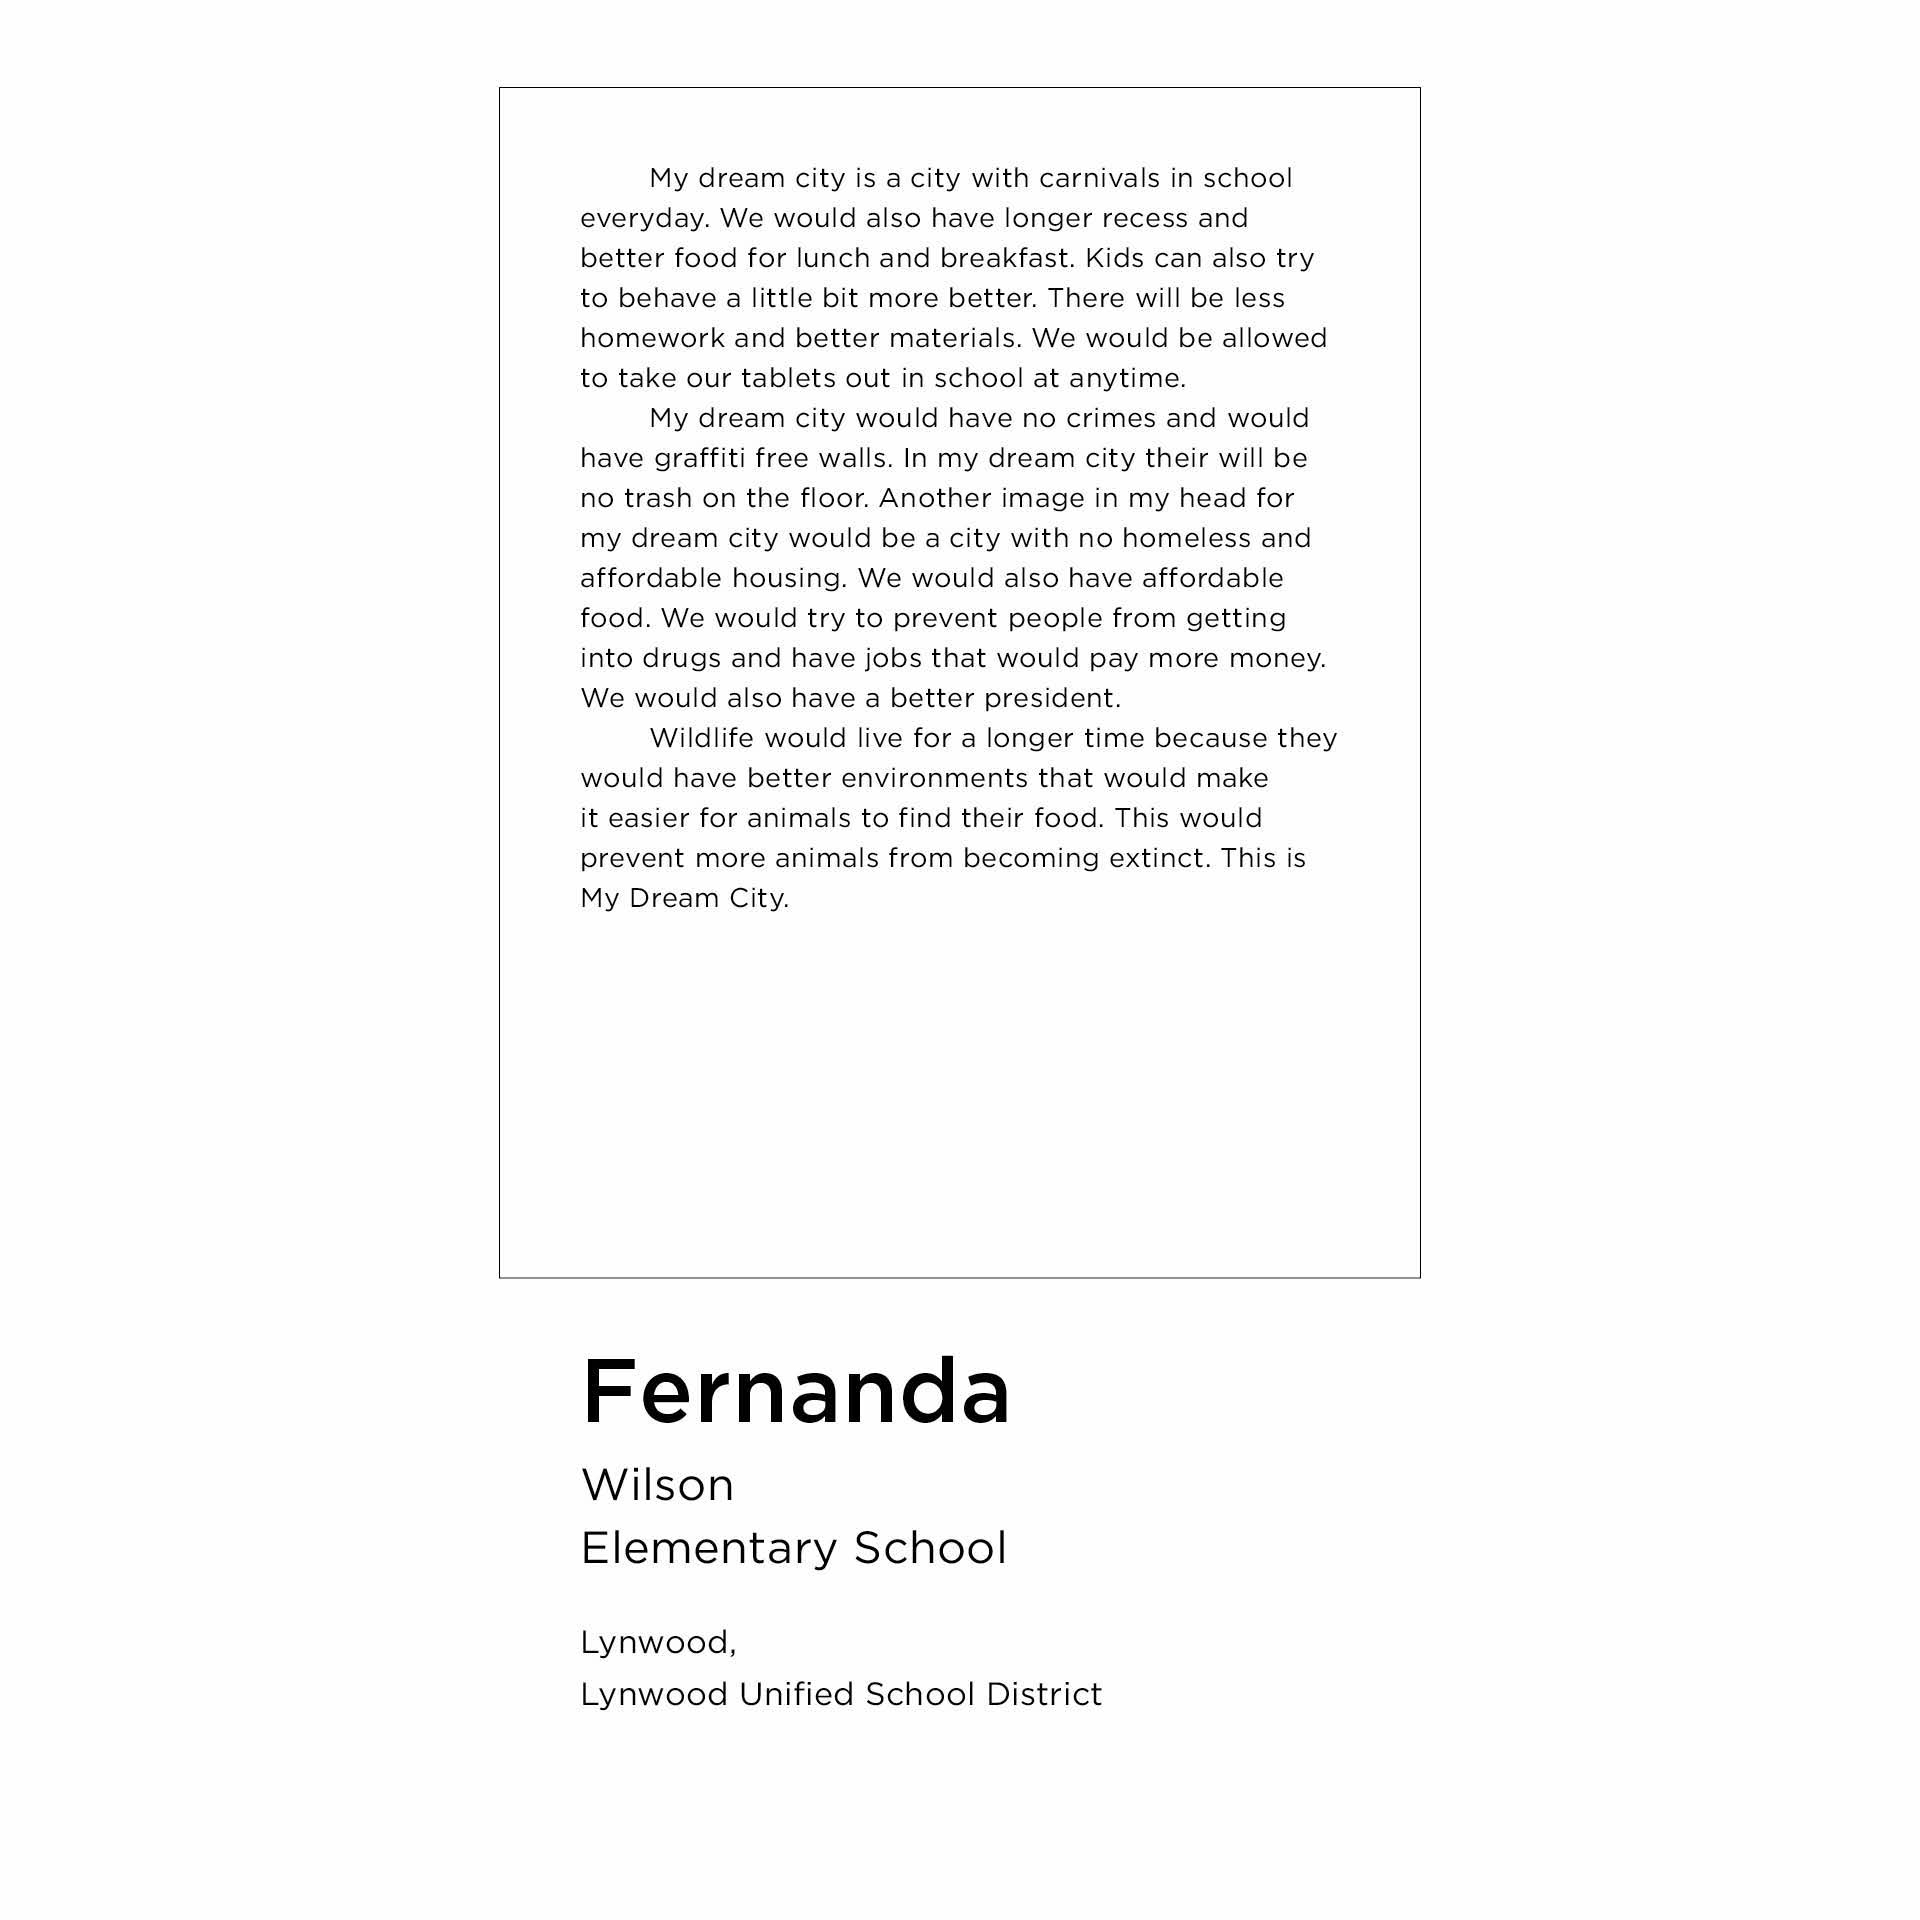 My dream city is a city with carnivals in school
everyday. We would also have longer recess and
better food for lunch and breakfast. Kids can also try
to behave a little bit more better. There will be less
homework and better materials. We would be allowed
to take our tablets out in school at anytime.
My dream city would have no crimes and would
have graffiti free walls. In my dream city their will be
no trash on the floor. Another image in my head for
my dream city would be a city with no homeless and
affordable housing. We would also have affordable
food. We would try to prevent people from getting
into drugs and have jobs that would pay more money.
We would also have a better president.
Wildlife would live for a longer time because they
would have better environments that would make
it easier for animals to find their food. This would
prevent more animals from becoming extinct. This is
My Dream City.
Fernanda
Wilson
Elementary School
Lynwood,
Lynwood Unified School District